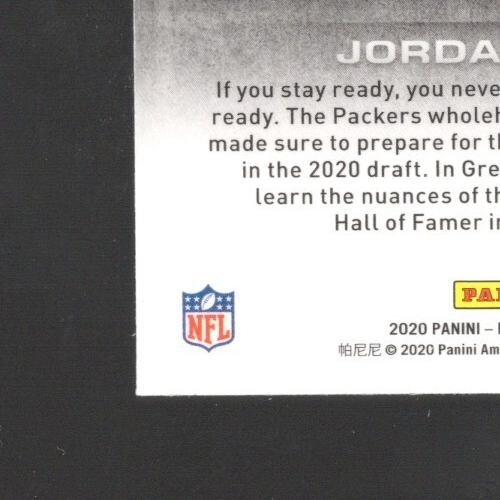 JORDA
If you stay ready, you neve
ready. The Packers wholeh
made sure to prepare for th
in the 2020 draft. In Gre
learn the nuances of th
Hall of Famer in
NFL
PAN
2020 PANINI –
帕尼尼 © 2020 Panini Am